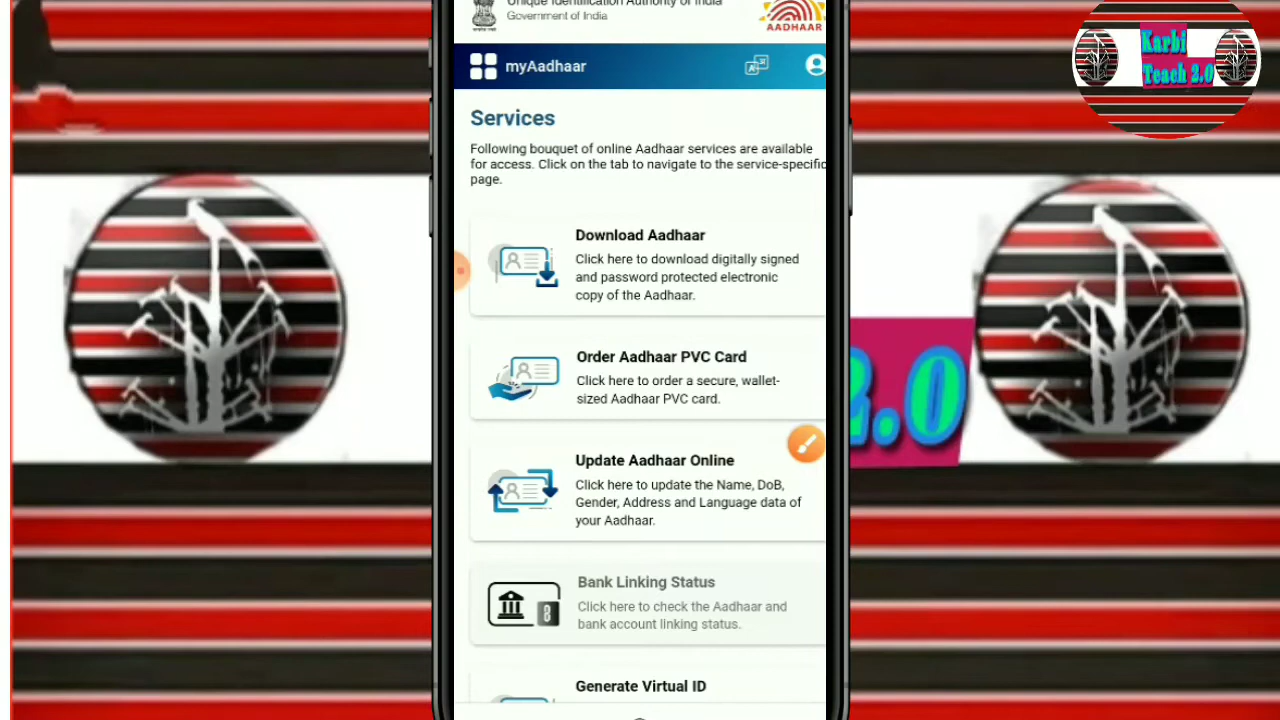 Unique Identification Authority of India
Government of India
AADHAAR
myAadhaar
Services
Following bouquet of online Aadhaar services are available
for access. Click on the tab to navigate to the service-specific
page.
Download Aadhaar
Click here to download digitally signed
and password protected electronic
copy of the Aadhaar.
Order Aadhaar PVC Card
Click here to order a secure, wallet-
sized Aadhaar PVC card.
Update Aadhaar Online
Click here to update the Name, DoB,
Gender, Address and Language data of
your Aadhaar.
Bank Linking Status
Click here to check the Aadhaar and
bank account linking status.
Generate Virtual ID
Karbi
Teach 2.0
2.0